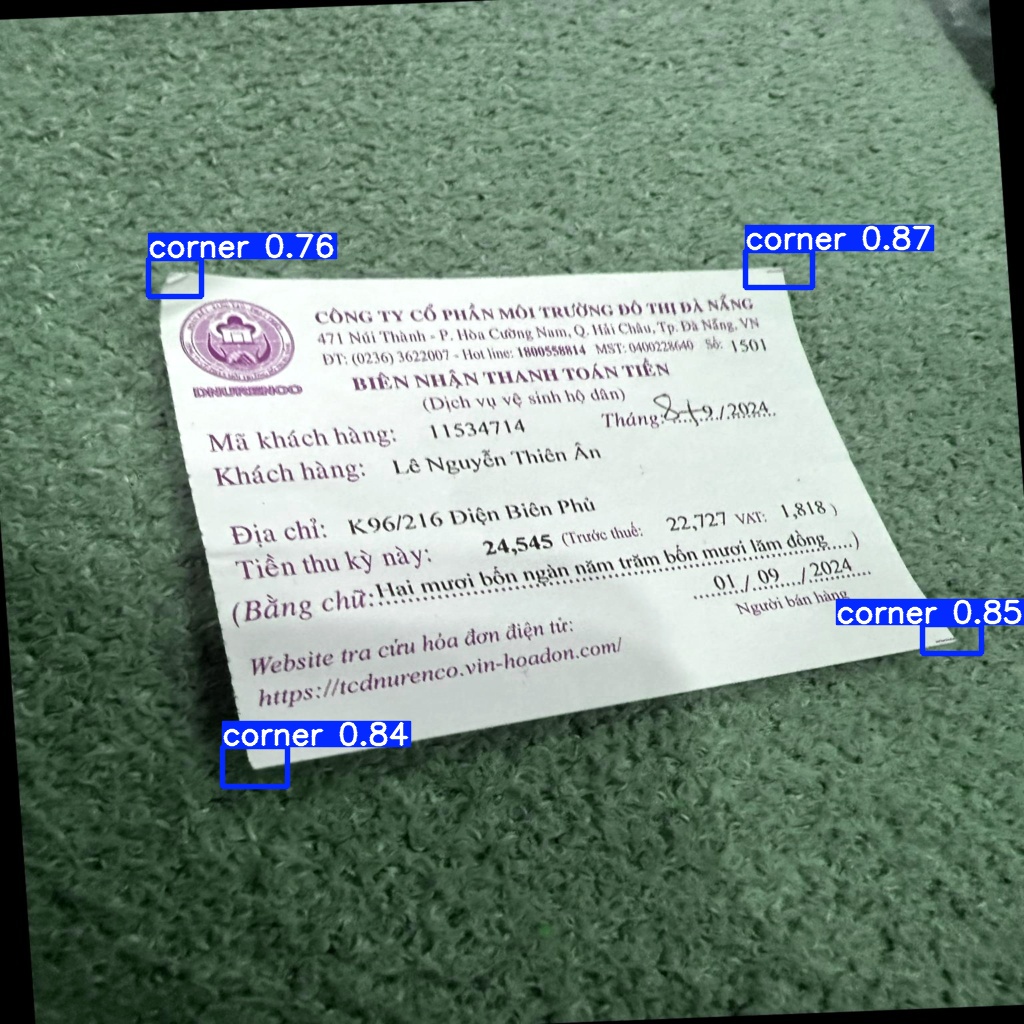 corner 0.76
corner 0.87
CÔNG TY CỔ PHẦN MÔI TRƯỜNG ĐÔ THỊ ĐÀ NẴNG
471 Núi Thành - P. Hòa Cường Nam, Q. Hải Châu, Tp. Đà Nẵng, VN
ĐT: (0236) 3622007 - Hot line: 1800558814 MST: 0400228640 Số: 1501
DNURENCO
BIÊN NHẬN THANH TOÁN TIỀN
(Dịch vụ vệ sinh hộ dân)
Mã khách hàng: 11534714 Tháng: 8+9/2024
Khách hàng: Lê Nguyễn Thiên Ân
Địa chỉ: K96/216 Điện Biên Phủ
Tiền thu kỳ này: 24,545 (Trước thuế: 22,727 VAT: 1,818 )
(Bằng chữ: Hai mươi bốn ngàn năm trăm bốn mươi lăm đồng.....)
01 / 09 / 2024
Người bán hàng
corner 0.85
Website tra cứu hóa đơn điện tử:
https://tcdnurenco.vin-hoadon.com/
corner 0.84